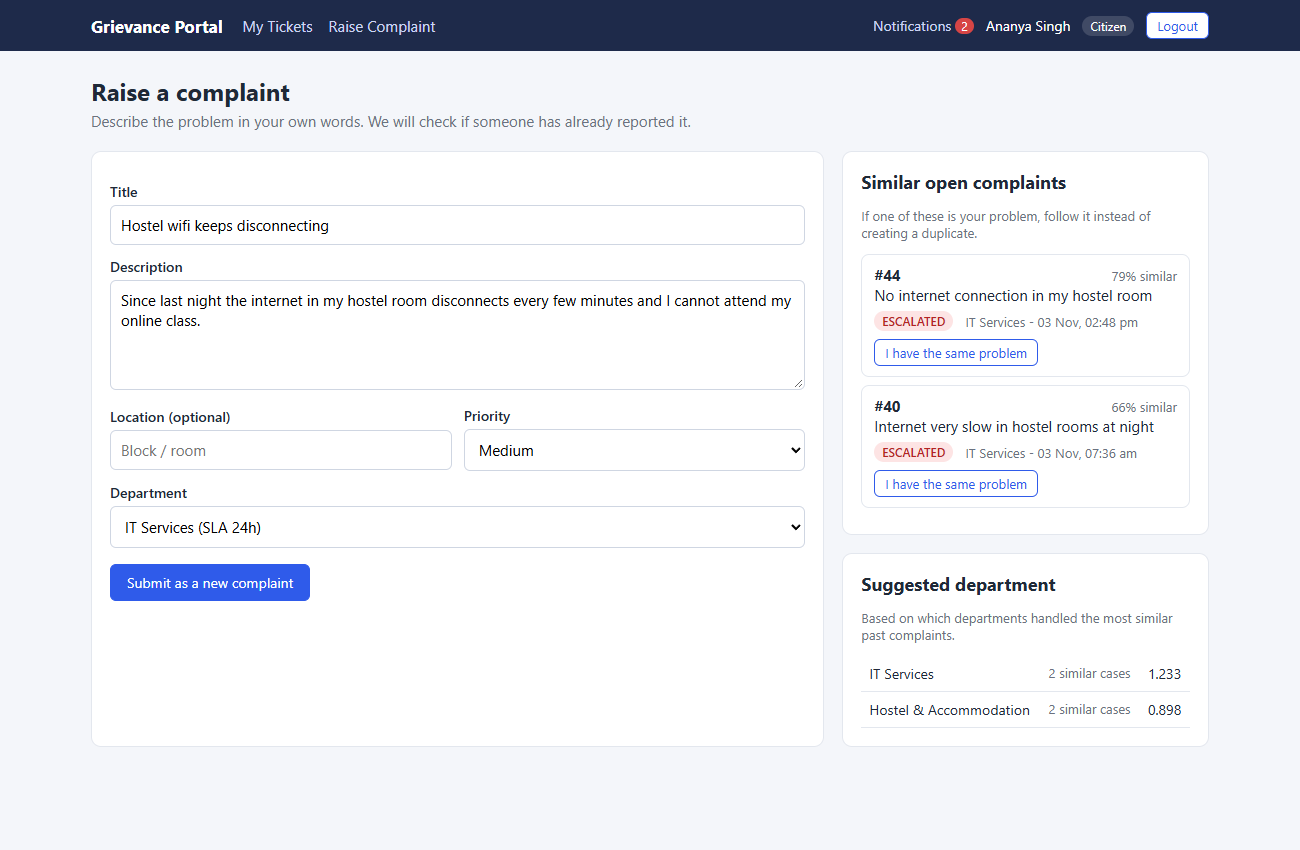 Grievance Portal My Tickets Raise Complaint Notifications 2 Ananya Singh Citizen Logout
Raise a complaint
Describe the problem in your own words. We will check if someone has already reported it.
Title
Hostel wifi keeps disconnecting
Description
Since last night the internet in my hostel room disconnects every few minutes and I cannot attend my
online class.
Location (optional) Priority
Block / room Medium
Department
IT Services (SLA 24h)
Submit as a new complaint
Similar open complaints
If one of these is your problem, follow it instead of
creating a duplicate.
#44 79% similar
No internet connection in my hostel room
ESCALATED IT Services - 03 Nov, 02:48 pm
I have the same problem
#40 66% similar
Internet very slow in hostel rooms at night
ESCALATED IT Services - 03 Nov, 07:36 am
I have the same problem
Suggested department
Based on which departments handled the most similar
past complaints.
IT Services 2 similar cases 1.233
Hostel & Accommodation 2 similar cases 0.898